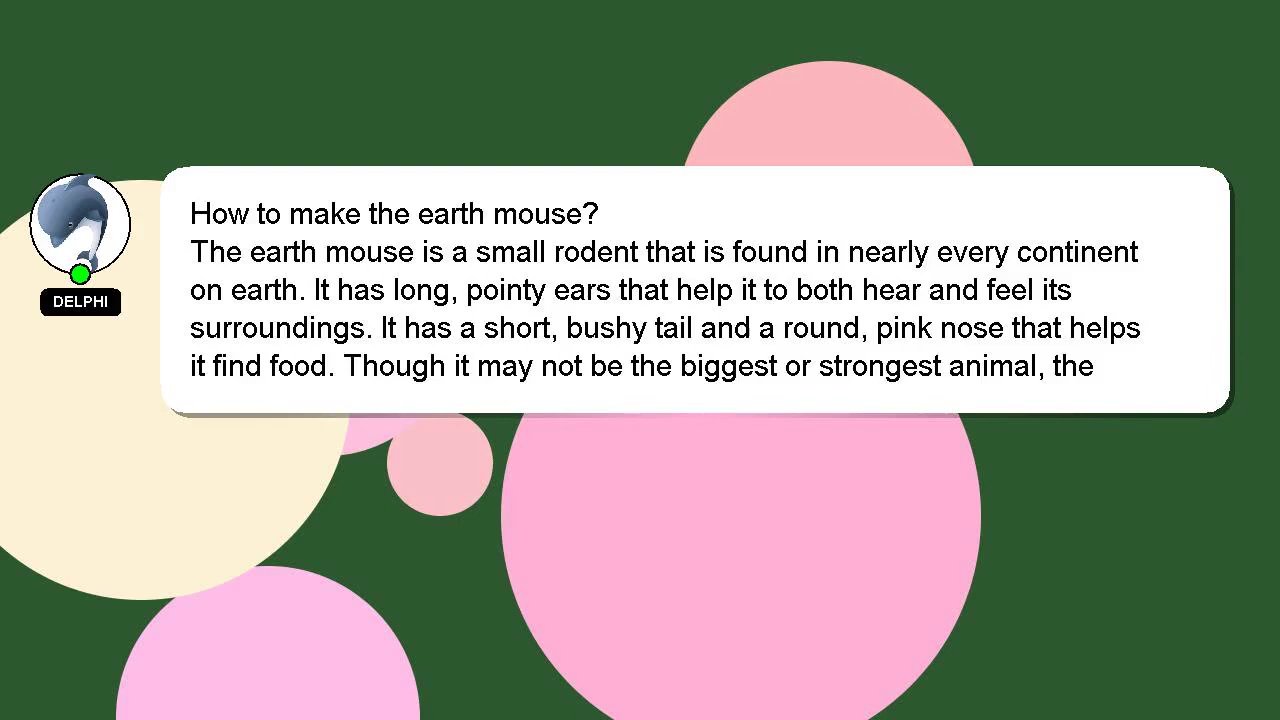 How to make the earth mouse?
The earth mouse is a small rodent that is found in nearly every continent
on earth. It has long, pointy ears that help it to both hear and feel its
surroundings. It has a short, bushy tail and a round, pink nose that helps
it find food. Though it may not be the biggest or strongest animal, the
DELPHI